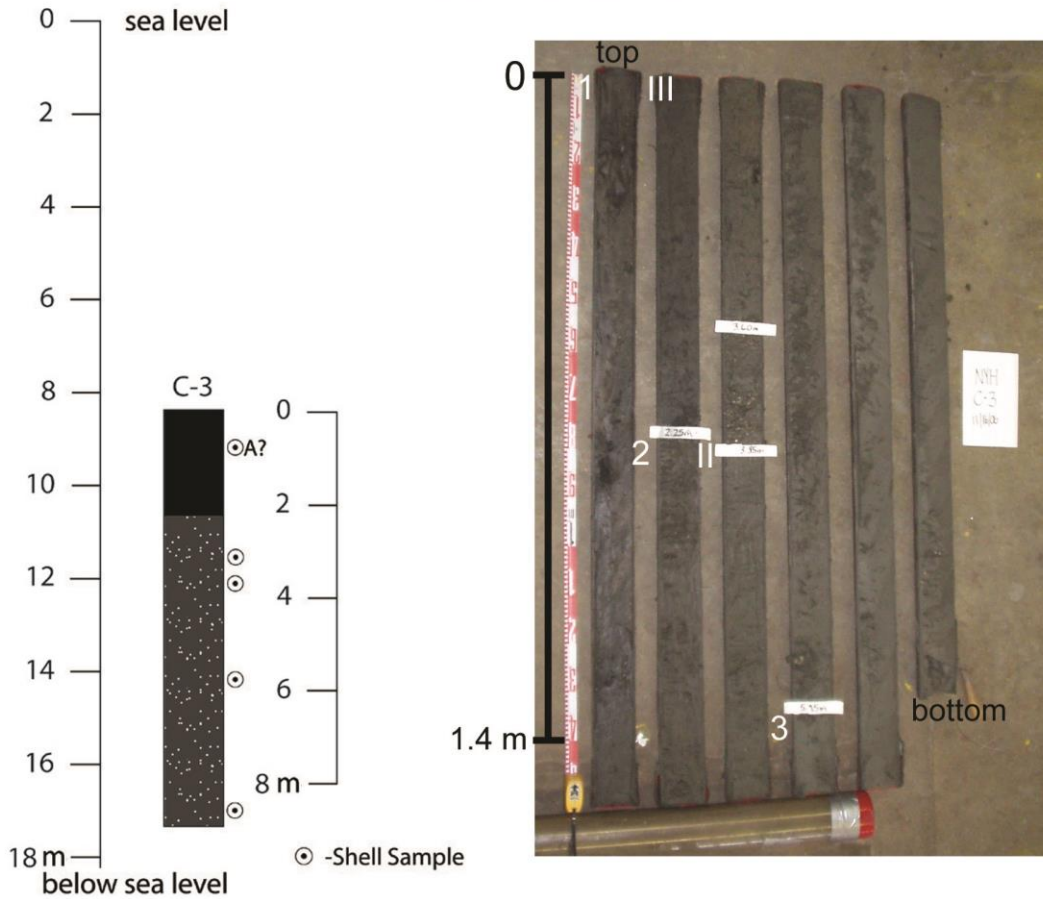 0
sea level
2
4
6
8
10
12
14
16
18 m
below sea level
C-3
A?
0
2
4
6
8 m
-Shell Sample
top
0
1
III
3.60m
2.25m
2
II
3.85m
3
5.95m
1.4 m
bottom
NYH
C-3